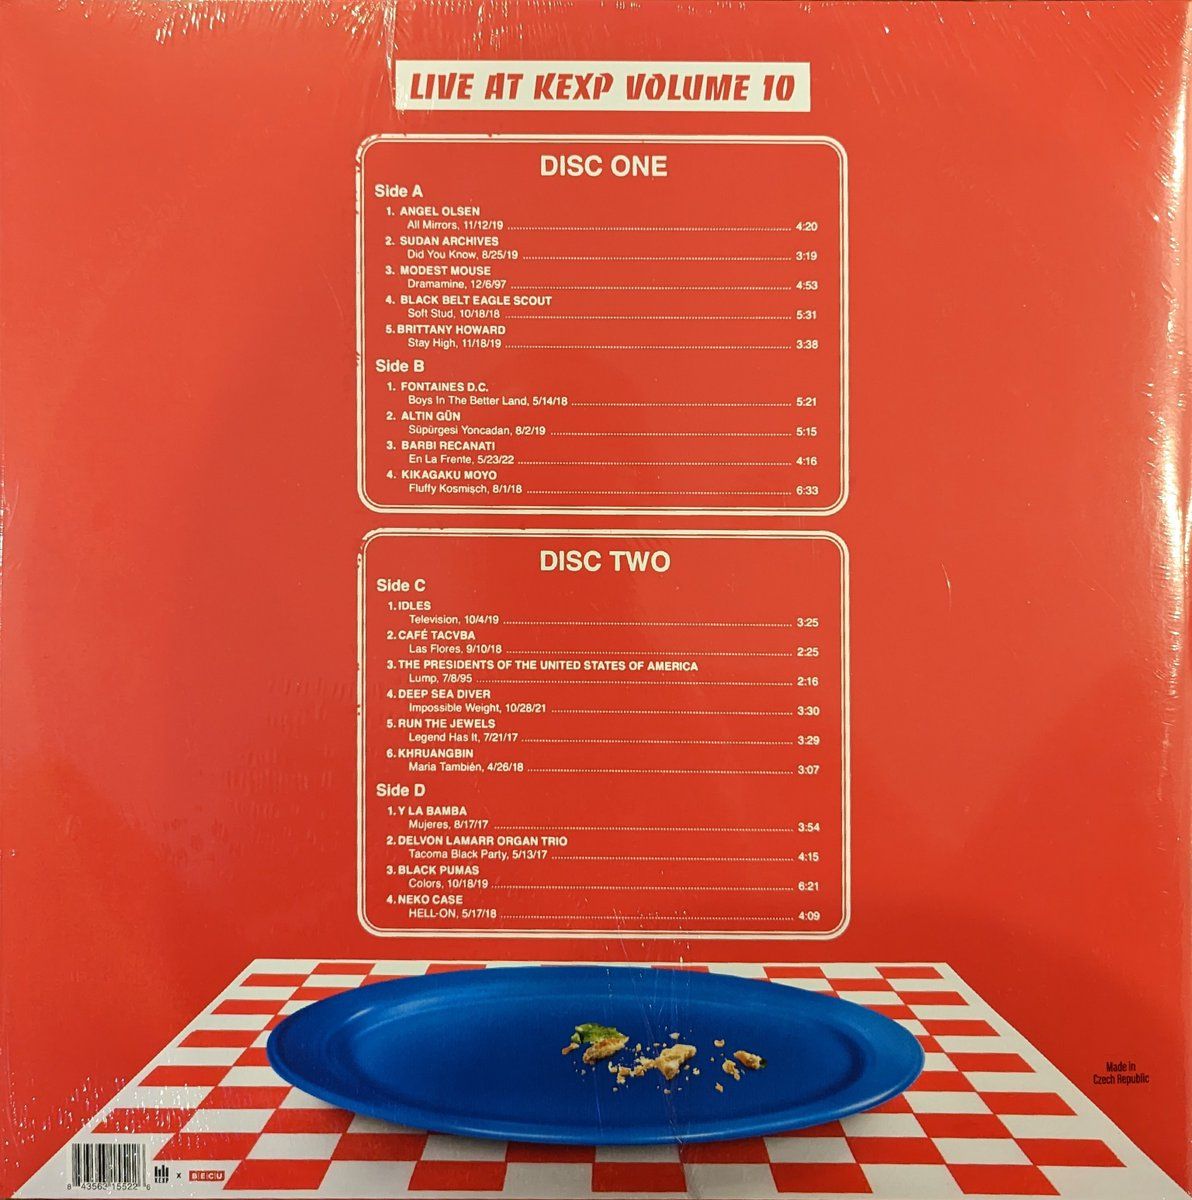 LIVE AT KEXP VOLUME 10
DISC ONE
Side A
1. ANGEL OLSEN
All Mirrors, 11/12/19 4:20
2. SUDAN ARCHIVES
Did You Know, 8/25/19 3:19
3. MODEST MOUSE
Dramamine, 12/6/97 4:53
4. BLACK BELT EAGLE SCOUT
Soft Stud, 10/18/18 5:31
5. BRITTANY HOWARD
Stay High, 11/18/19 3:38
Side B
1. FONTAINES D.C.
Boys In The Better Land, 5/14/18 5:21
2. ALTIN GÜN
Süpürgesi Yoncadan, 8/2/19 5:15
3. BARBI RECANATI
En La Frente, 5/23/22 4:16
4. KIKAGAKU MOYO
Fluffy Kosmisch, 8/1/18 6:33
DISC TWO
Side C
1. IDLES
Television, 10/4/19 3:25
2. CAFÉ TACVBA
Las Flores, 9/10/18 2:25
3. THE PRESIDENTS OF THE UNITED STATES OF AMERICA
Lump, 7/8/95 2:16
4. DEEP SEA DIVER
Impossible Weight, 10/28/21 3:30
5. RUN THE JEWELS
Legend Has It, 7/21/17 3:29
6. KHRUANGBIN
Maria También, 4/26/18 3:07
Side D
1. Y LA BAMBA
Mujeres, 8/17/17 3:54
2. DELVON LAMARR ORGAN TRIO
Tacoma Black Party, 5/13/17 4:15
3. BLACK PUMAS
Colors, 10/18/19 6:21
4. NEKO CASE
HELL-ON, 5/17/18 4:09
Made in
Czech Republic
8 43563 15522 6
KEXP x BECU